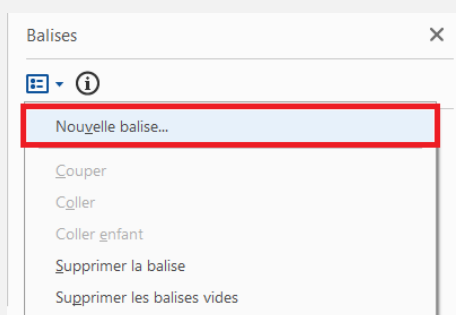 Balises
Nouvelle balise...
Couper
Coller
Coller enfant
Supprimer la balise
Supprimer les balises vides